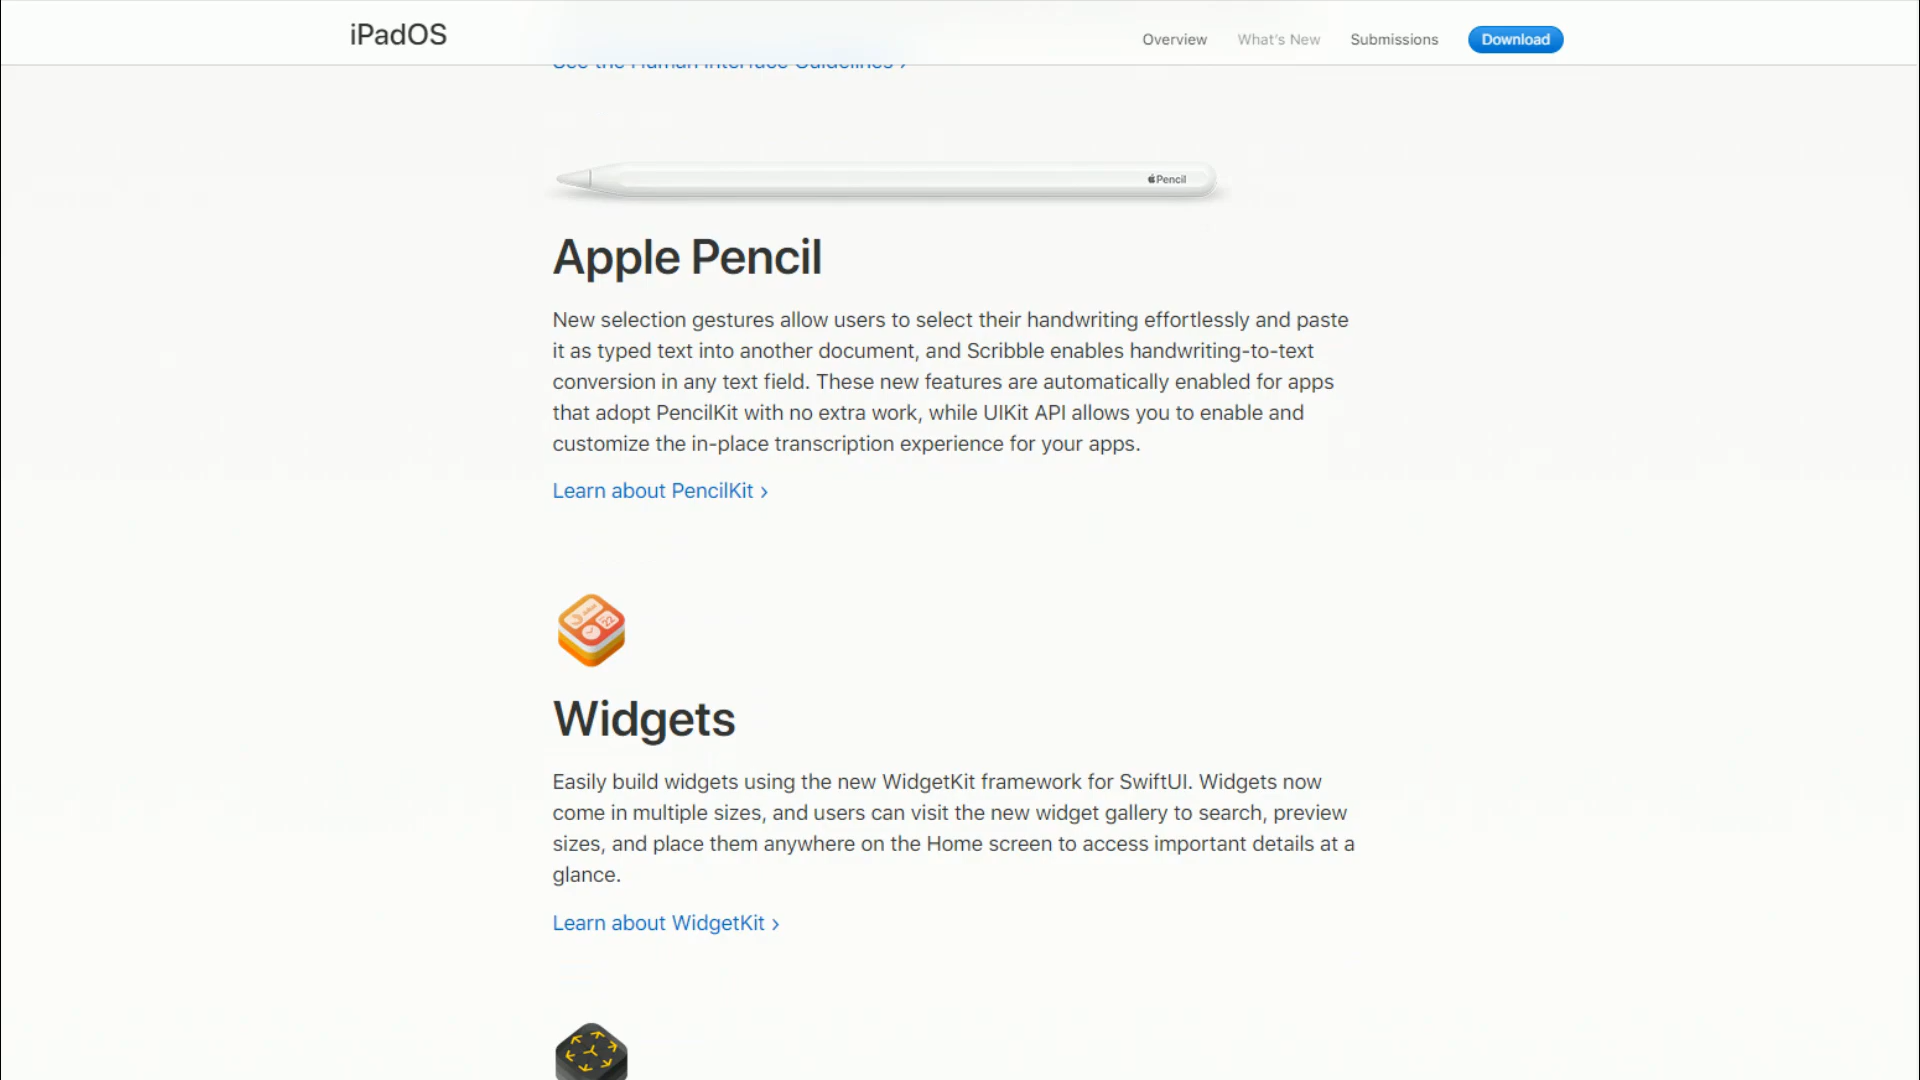 iPadOS
Overview
What's New
Submissions
Download
See the Human Interface Guidelines ›
Pencil
Apple Pencil
New selection gestures allow users to select their handwriting effortlessly and paste
it as typed text into another document, and Scribble enables handwriting-to-text
conversion in any text field. These new features are automatically enabled for apps
that adopt PencilKit with no extra work, while UIKit API allows you to enable and
customize the in-place transcription experience for your apps.
Learn about PencilKit ›
22
Widgets
Easily build widgets using the new WidgetKit framework for SwiftUI. Widgets now
come in multiple sizes, and users can visit the new widget gallery to search, preview
sizes, and place them anywhere on the Home screen to access important details at a
glance.
Learn about WidgetKit ›